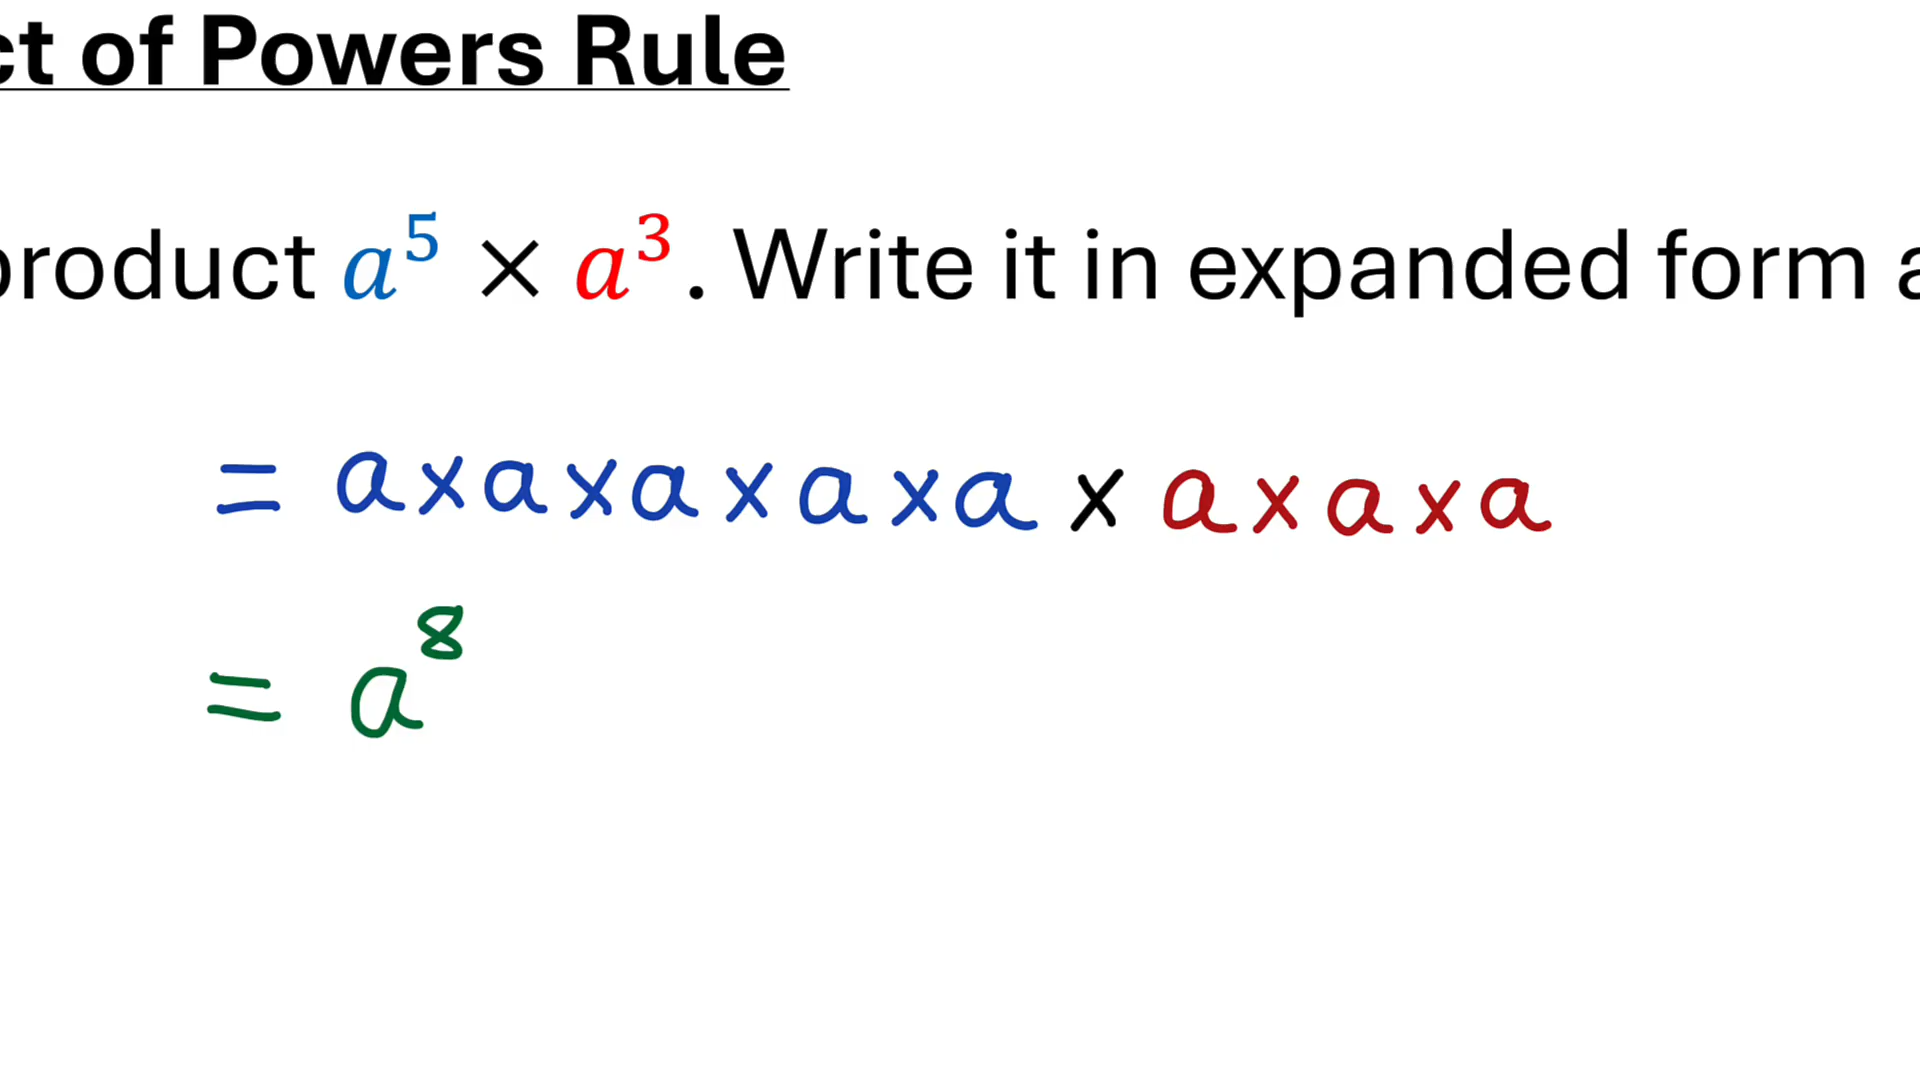 ct of Powers Rule
product a⁵ × a³. Write it in expanded form a
= a×a×a×a×a × a×a×a
= a⁸